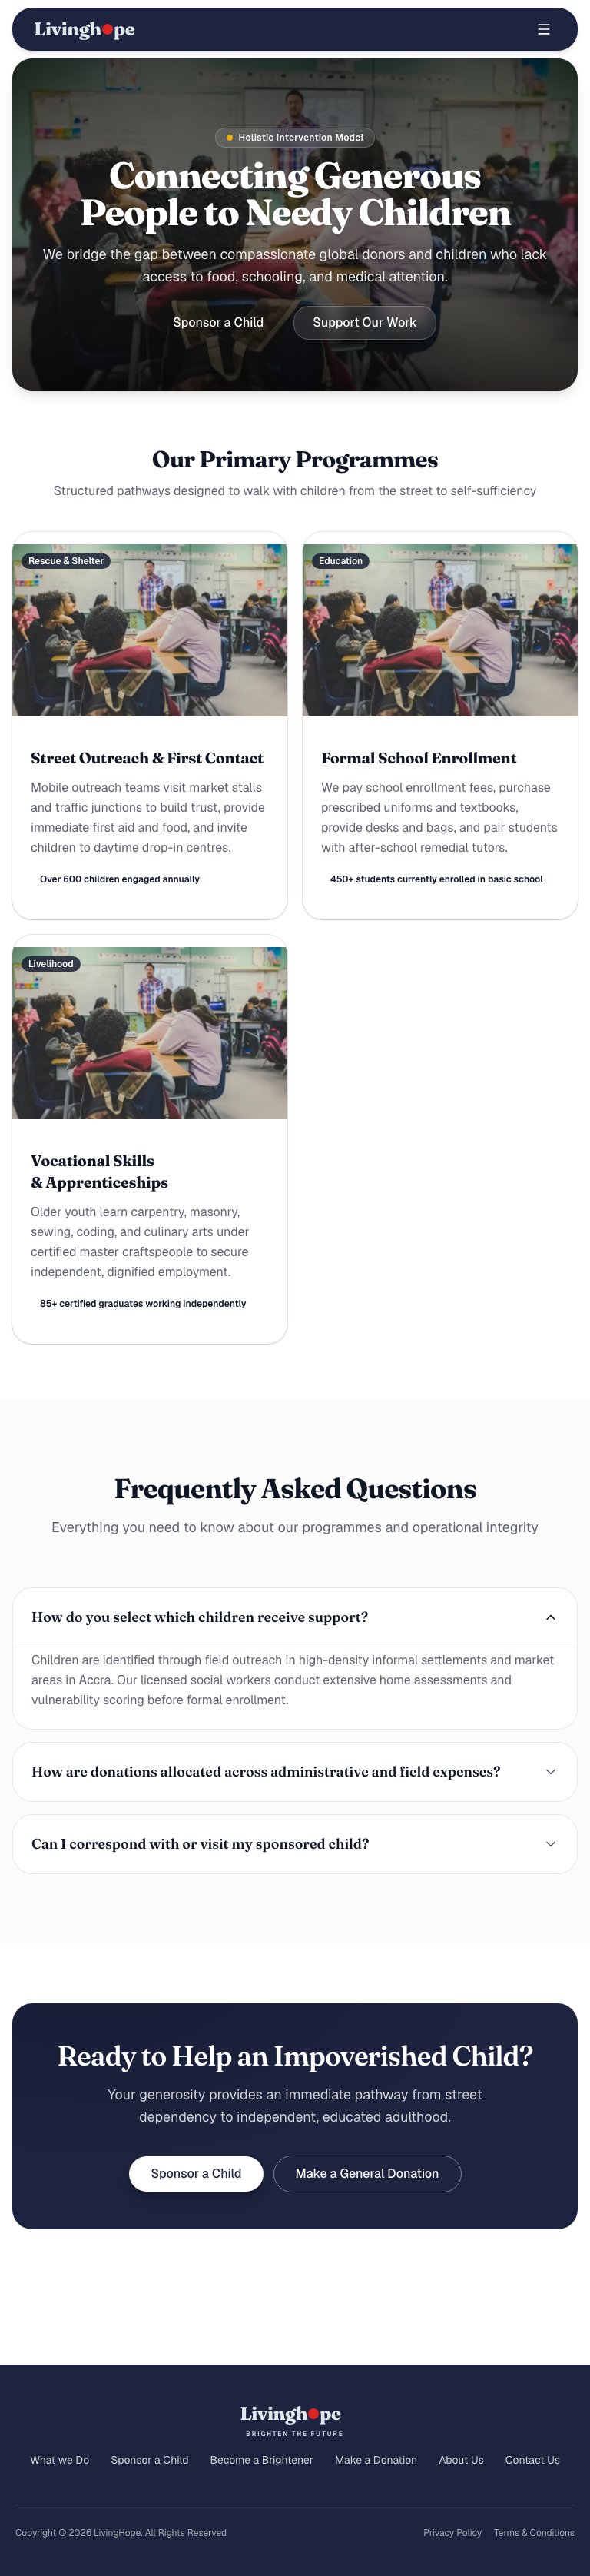 Livinghope
Holistic Intervention Model
Connecting Generous
People to Needy Children
We bridge the gap between compassionate global donors and children who lack
access to food, schooling, and medical attention.
Sponsor a Child
Support Our Work
Our Primary Programmes
Structured pathways designed to walk with children from the street to self-sufficiency
Rescue & Shelter
Street Outreach & First Contact
Mobile outreach teams visit market stalls
and traffic junctions to build trust, provide
immediate first aid and food, and invite
children to daytime drop-in centres.
Over 600 children engaged annually
Education
Formal School Enrollment
We pay school enrollment fees, purchase
prescribed uniforms and textbooks,
provide desks and bags, and pair students
with after-school remedial tutors.
450+ students currently enrolled in basic school
Livelihood
Vocational Skills
& Apprenticeships
Older youth learn carpentry, masonry,
sewing, coding, and culinary arts under
certified master craftspeople to secure
independent, dignified employment.
85+ certified graduates working independently
Frequently Asked Questions
Everything you need to know about our programmes and operational integrity
How do you select which children receive support?
Children are identified through field outreach in high-density informal settlements and market
areas in Accra. Our licensed social workers conduct extensive home assessments and
vulnerability scoring before formal enrollment.
How are donations allocated across administrative and field expenses?
Can I correspond with or visit my sponsored child?
Ready to Help an Impoverished Child?
Your generosity provides an immediate pathway from street
dependency to independent, educated adulthood.
Sponsor a Child
Make a General Donation
Livinghope
BRIGHTEN THE FUTURE
What we Do
Sponsor a Child
Become a Brightener
Make a Donation
About Us
Contact Us
Copyright © 2026 LivingHope. All Rights Reserved
Privacy Policy
Terms & Conditions